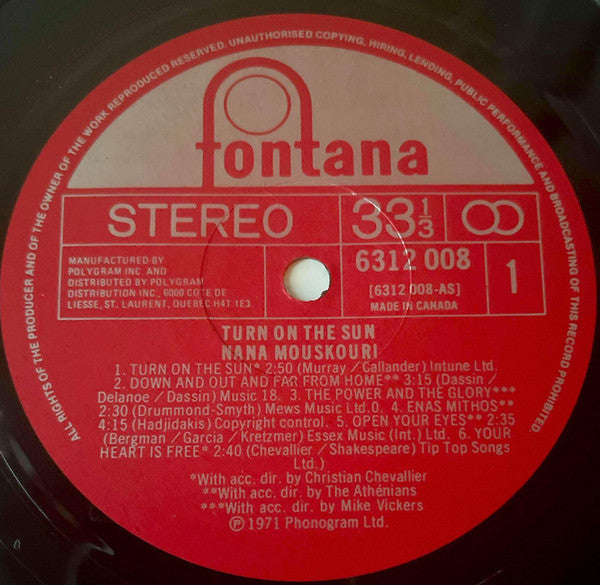 ALL RIGHTS OF THE PRODUCER AND OF THE OWNER OF THE WORK REPRODUCED RESERVED. UNAUTHORISED COPYING, HIRING, LENDING, PUBLIC PERFORMANCE AND BROADCASTING OF THIS RECORD PROHIBITED.
fontana
STEREO 33 1/3
MANUFACTURED BY
POLYGRAM INC AND
DISTRIBUTED BY POLYGRAM
DISTRIBUTION INC., 6000 COTE DE
LIESSE, ST. LAURENT, QUEBEC H4T 1E3
6312 008
[6312 008-AS]
MADE IN CANADA
1
TURN ON THE SUN
NANA MOUSKOURI
1. TURN ON THE SUN* 2:50 (Murray/Callander) Intune Ltd.
2. DOWN AND OUT AND FAR FROM HOME** 3:15 (Dassin/
Delanoe/Dassin) Music 18. 3. THE POWER AND THE GLORY***
2:30 (Drummond-Smyth) Mews Music Ltd.0. 4. ENAS MITHOS**
4:15 (Hadjidakis) Copyright control. 5. OPEN YOUR EYES** 2:35
(Bergman/Garcia/Kretzmer) Essex Music (Int.) Ltd. 6. YOUR
HEART IS FREE* 2:40 (Chevallier/Shakespeare) Tip Top Songs
Ltd.)
*With acc. dir. by Christian Chevallier
**With acc. dir. by The Athenians
***With acc. dir. by Mike Vickers
Ⓟ 1971 Phonogram Ltd.